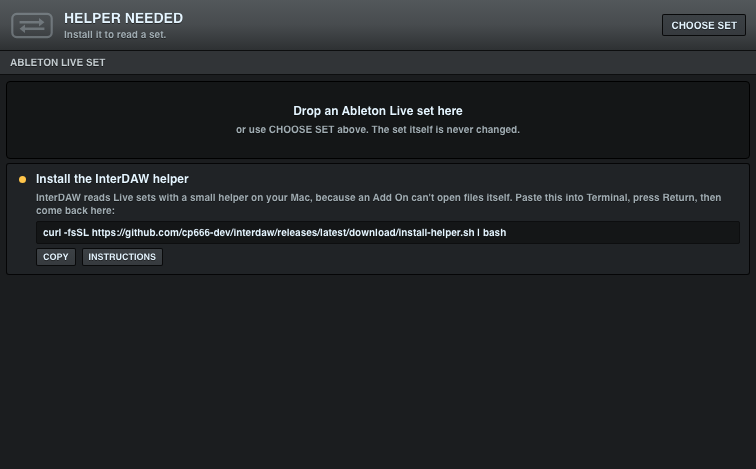 HELPER NEEDED
Install it to read a set.
CHOOSE SET
ABLETON LIVE SET
Drop an Ableton Live set here
or use CHOOSE SET above. The set itself is never changed.
Install the InterDAW helper
InterDAW reads Live sets with a small helper on your Mac, because an Add On can't open files itself. Paste this into Terminal, press Return, then
come back here:
curl -fsSL https://github.com/cp666-dev/interdaw/releases/latest/download/install-helper.sh | bash
COPY
INSTRUCTIONS